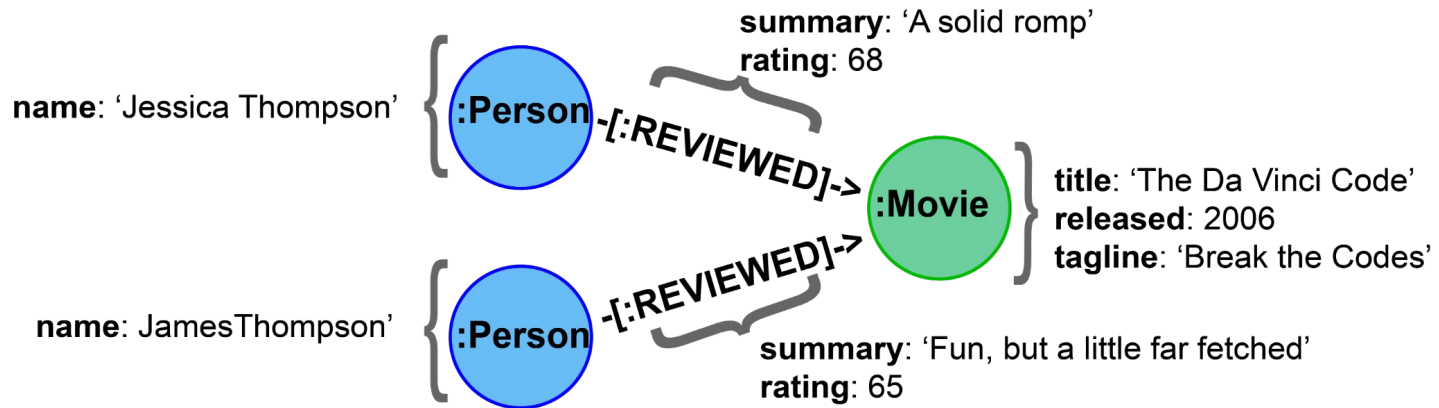 summary: ‘A solid romp’
rating: 68
name: ‘Jessica Thompson’
:Person
-[:REVIEWED]->
:Movie
title: ‘The Da Vinci Code’
released: 2006
tagline: ‘Break the Codes’
name: JamesThompson’
:Person
-[:REVIEWED]->
summary: ‘Fun, but a little far fetched’
rating: 65